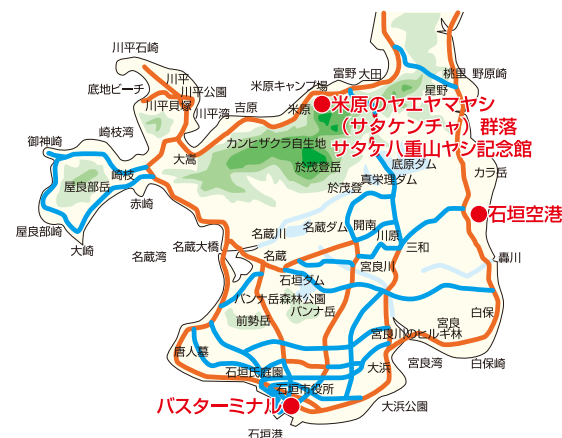 川平石崎
川平
底地ビーチ
川平公園
川平貝塚
川平湾
崎枝湾
御神崎
崎枝
屋良部岳
赤崎
屋良部崎
大崎
大嵩
吉原
米原キャンプ場
米原
富野
大田
桃里
野原崎
星野
米原のヤエヤマヤシ
(サタケンチャ)群落
サタケ八重山ヤシ記念館
カンヒザクラ自生地
於茂登岳
底原ダム
真栄理ダム
カラ岳
於茂登
石垣空港
名蔵川
名蔵ダム
開南
川原
三和
名蔵湾
名蔵大橋
名蔵
宮良川
轟川
石垣ダム
バンナ岳森林公園
バンナ岳
前勢岳
白保
宮良
宮良川のヒルギ林
唐人墓
石垣氏庭園
大浜
宮良湾
白保崎
石垣市役所
バスターミナル
大浜公園
石垣港